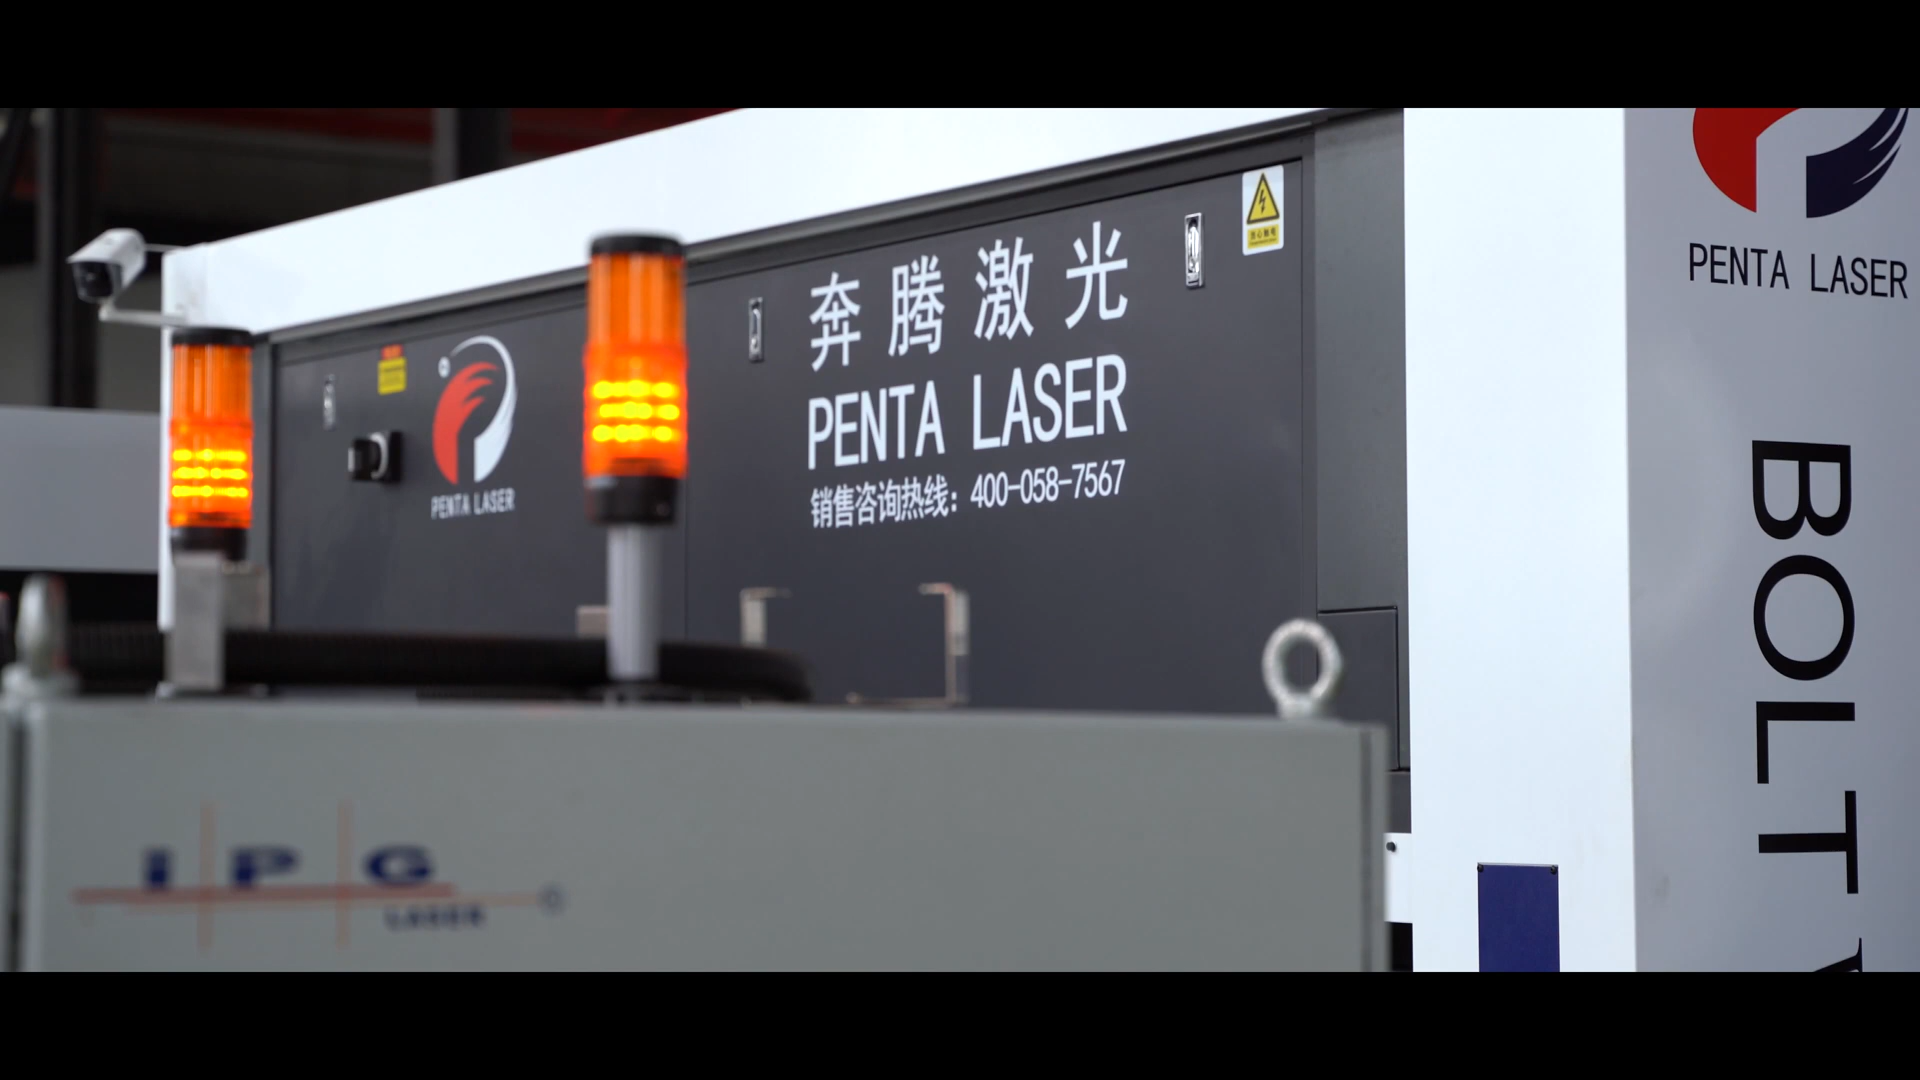 奔腾激光
PENTA LASER
销售咨询热线: 400-058-7567
PENTA LASER
PENTA LASER
BOLT
IPG
LASER